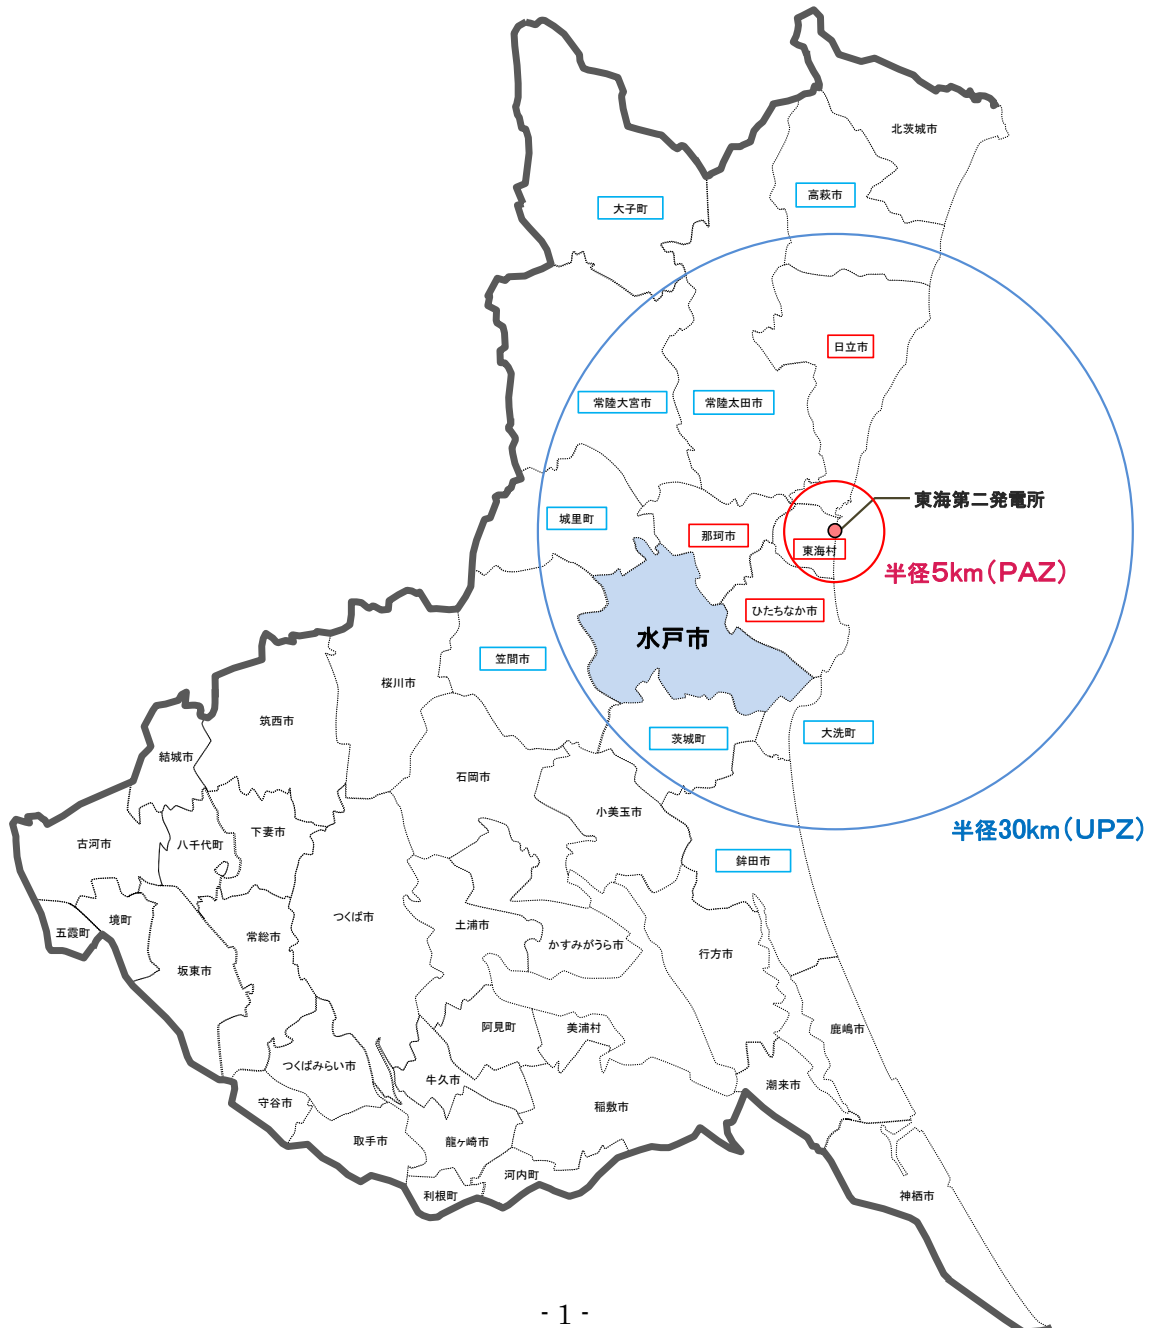 北茨城市
高萩市
大子町
日立市
常陸大宮市
常陸太田市
東海第二発電所
城里町
那珂市
東海村
半径5km(PAZ)
ひたちなか市
水戸市
笠間市
桜川市
筑西市
大洗町
茨城町
結城市
石岡市
小美玉市
半径30km(UPZ)
下妻市
古河市
八千代町
鉾田市
つくば市
境町
土浦市
五霞町
常総市
かすみがうら市
行方市
坂東市
阿見町
美浦村
鹿嶋市
つくばみらい市
牛久市
潮来市
守谷市
稲敷市
取手市
龍ヶ崎市
河内町
利根町
神栖市
- 1 -